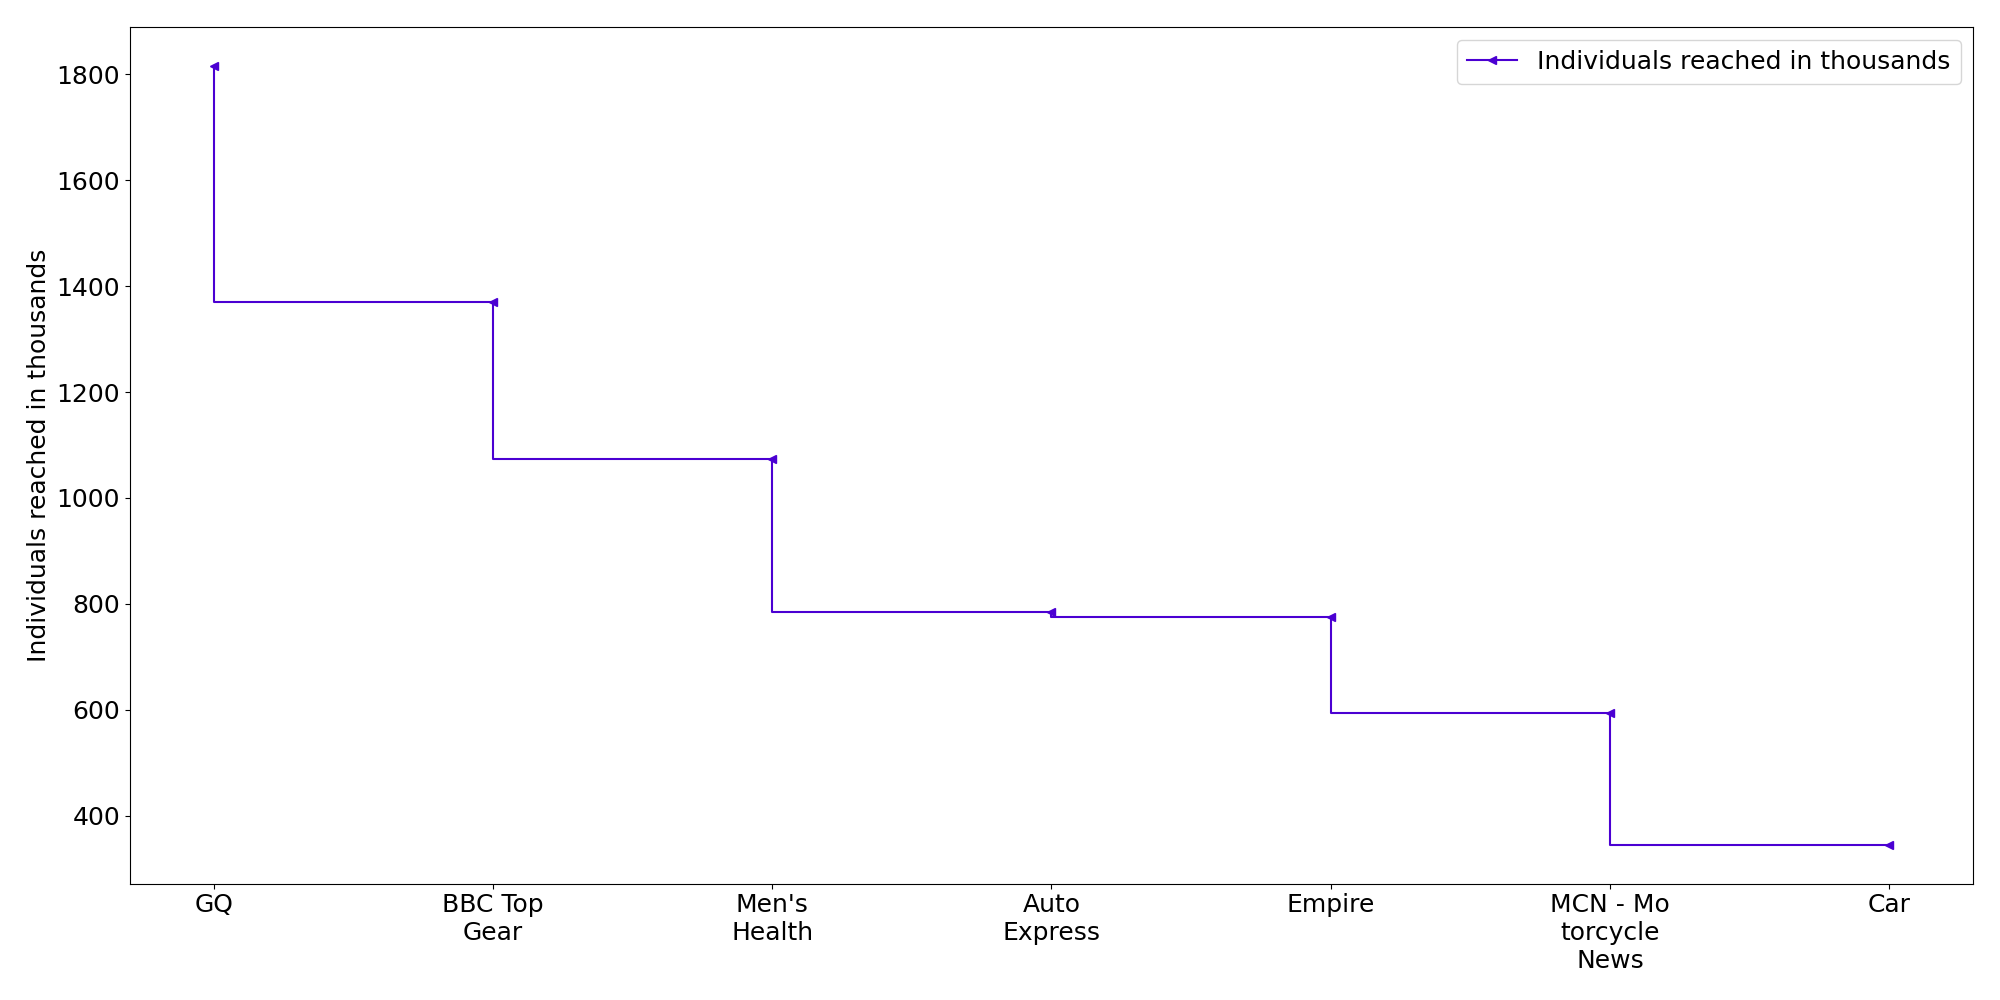 Individuals reached in thousands
1800
1600
1400
1200
1000
800
600
400
Individuals reached in thousands
GQ
BBC Top
Gear
Men's
Health
Auto
Express
Empire
MCN - Mo
torcycle
News
Car